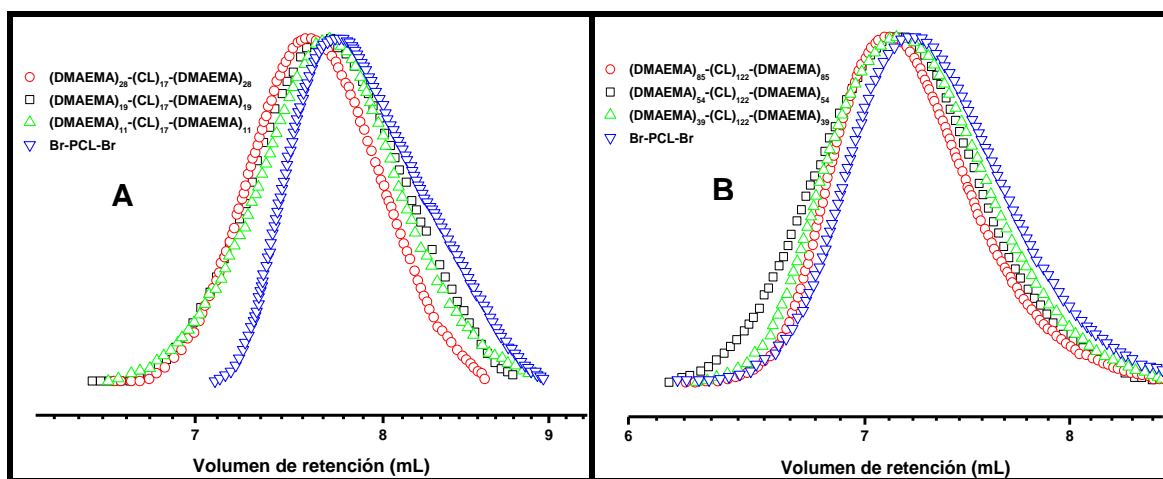 (DMAEMA)₂₈-(CL)₁₇-(DMAEMA)₂₈
(DMAEMA)₁₉-(CL)₁₇-(DMAEMA)₁₉
(DMAEMA)₁₁-(CL)₁₇-(DMAEMA)₁₁
Br-PCL-Br
A
7 8 9
Volumen de retención (mL)
(DMAEMA)₈₅-(CL)₁₂₂-(DMAEMA)₈₅
(DMAEMA)₅₄-(CL)₁₂₂-(DMAEMA)₅₄
(DMAEMA)₃₉-(CL)₁₂₂-(DMAEMA)₃₉
Br-PCL-Br
B
6 7 8
Volumen de retención (mL)